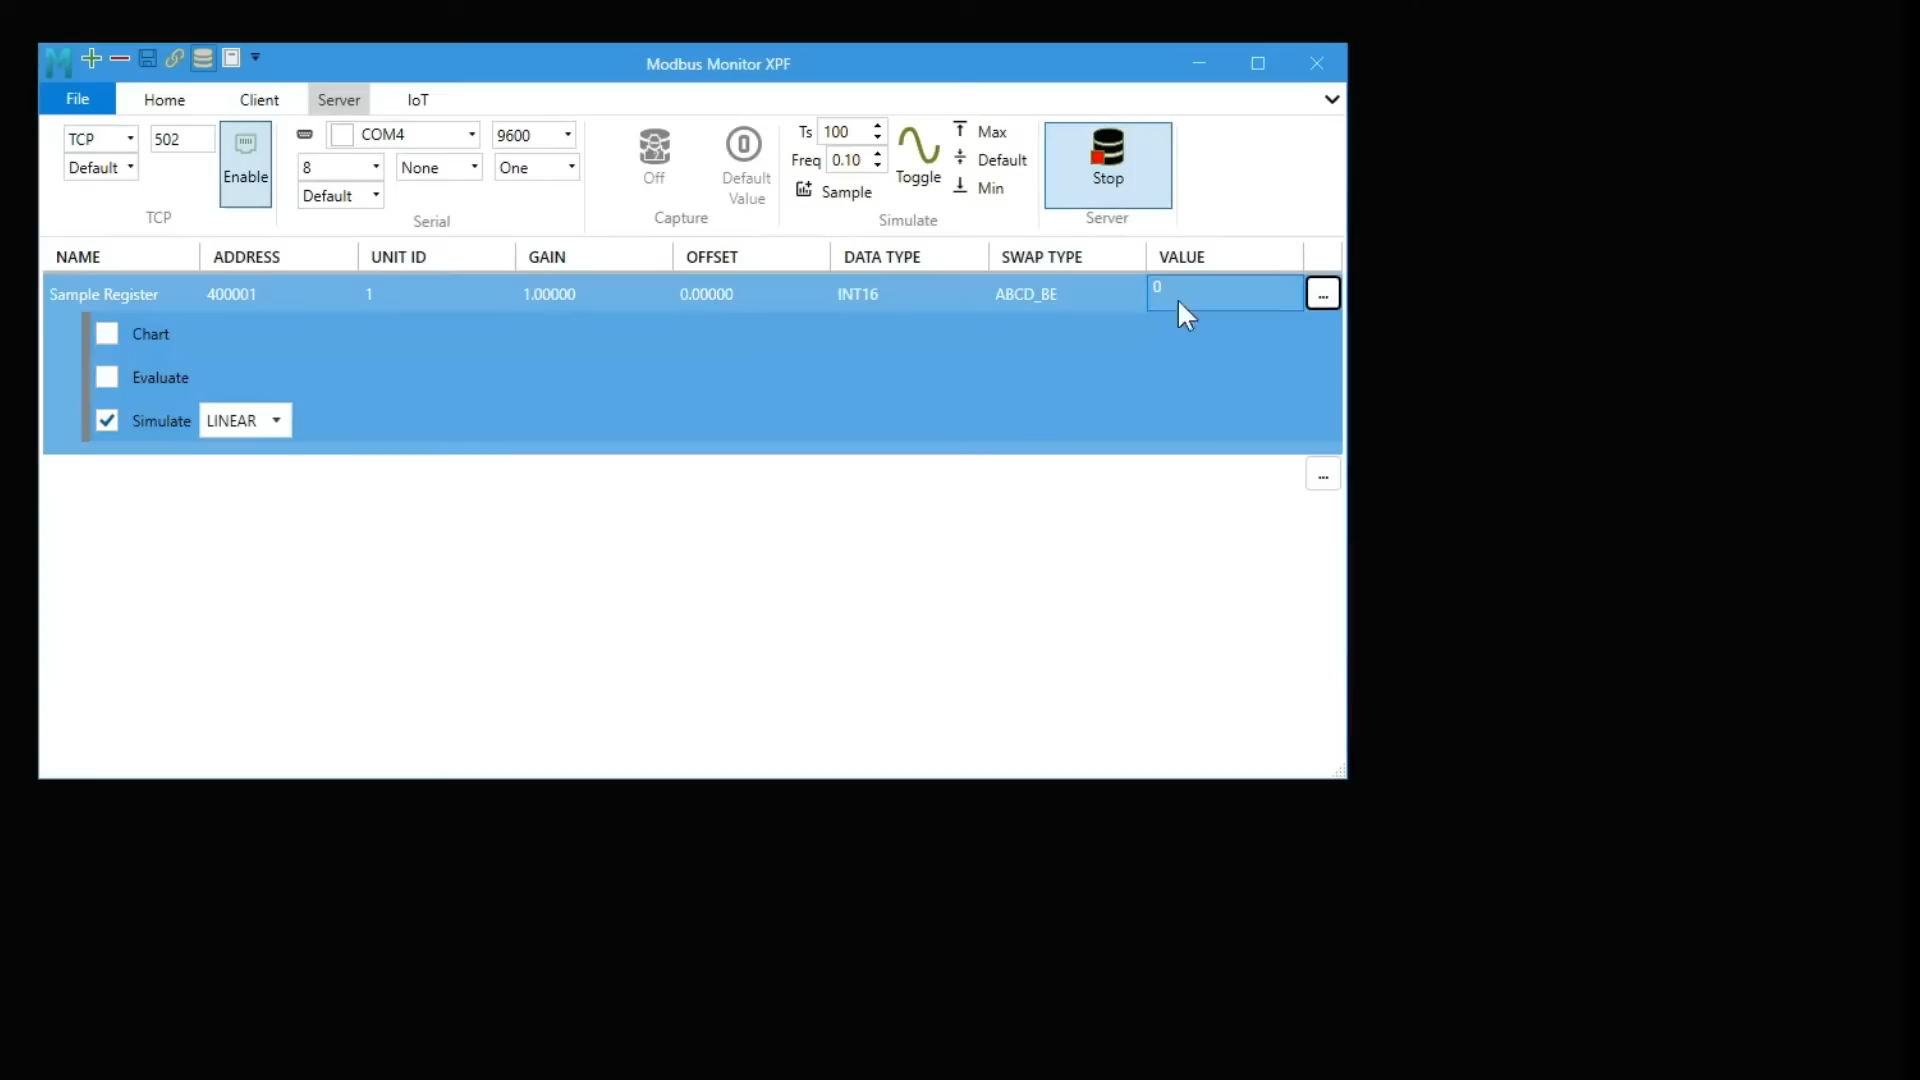 Modbus Monitor XPF
File Home Client Server IoT
TCP 502
Default
Enable
TCP
COM4 9600
8 None One
Default
Serial
Off
Default
Value
Capture
Ts 100
Freq 0.10
Sample
Toggle
Max
Default
Min
Simulate
Stop
Server
NAME ADDRESS UNIT ID GAIN OFFSET DATA TYPE SWAP TYPE VALUE
Sample Register 400001 1 1.00000 0.00000 INT16 ABCD_BE 0 ...
Chart
Evaluate
Simulate LINEAR
...